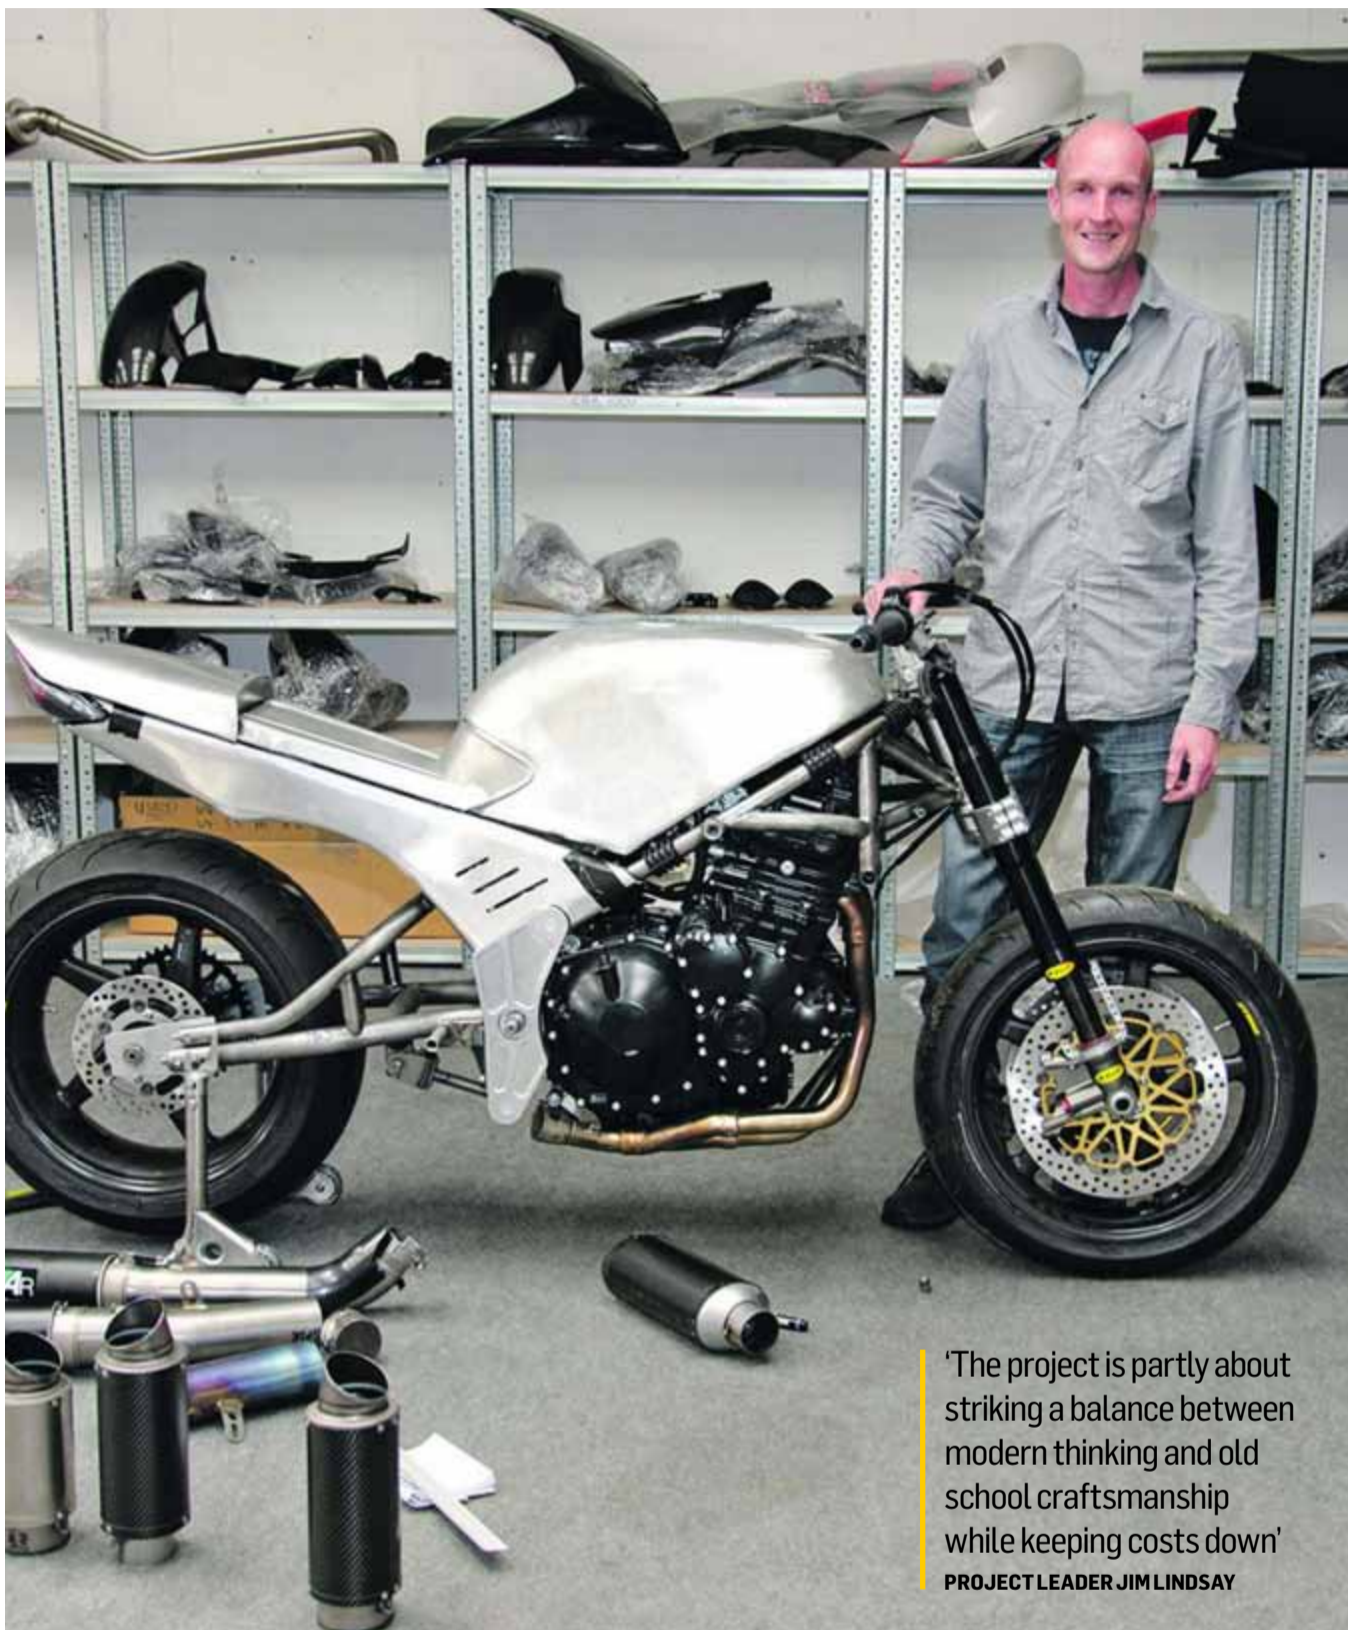 4R
‘The project is partly about
striking a balance between
modern thinking and old
school craftsmanship
while keeping costs down’
PROJECT LEADER JIM LINDSAY